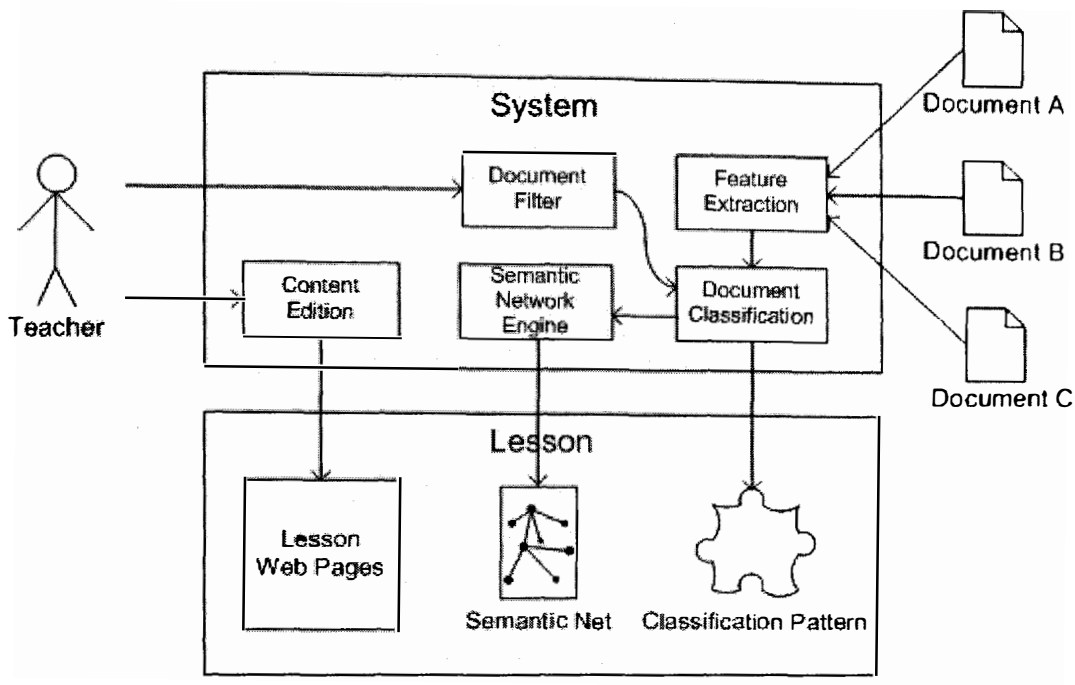 Document A
System
Document
Filter
Feature
Extraction
Document B
Teacher
Content
Edition
Semantic
Network
Engine
Document
Classification
Document C
Lesson
Lesson
Web Pages
Semantic Net
Classification Pattern